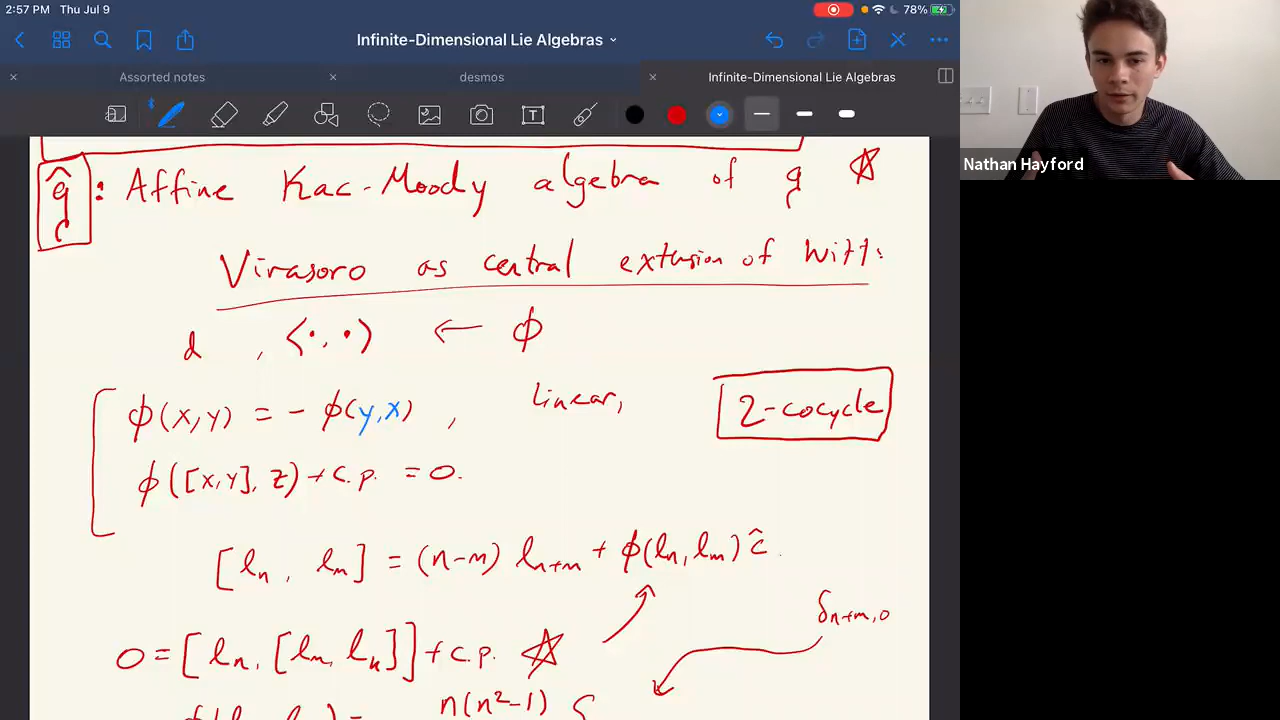 2:57 PM Thu Jul 9
78%
Infinite-Dimensional Lie Algebras
Assorted notes
desmos
Infinite-Dimensional Lie Algebras
Nathan Hayford
ĝ : Affine Kac-Moody algebra of g ☆
Virasoro as central extusion of Witt:
d , ⟨·,·⟩ ← ϕ
ϕ(x,y) = - ϕ(y,x) , linear,
2-cocycle
ϕ([x,y], z) + c.p. = 0.
[lₙ, lₘ] = (n-m) lₙ₊ₘ + ϕ(lₙ, lₘ) ĉ .
δₙ₊ₘ,₀
0 = [lₙ, [lₘ, lₖ]] + c.p. ☆
n(n²-1)